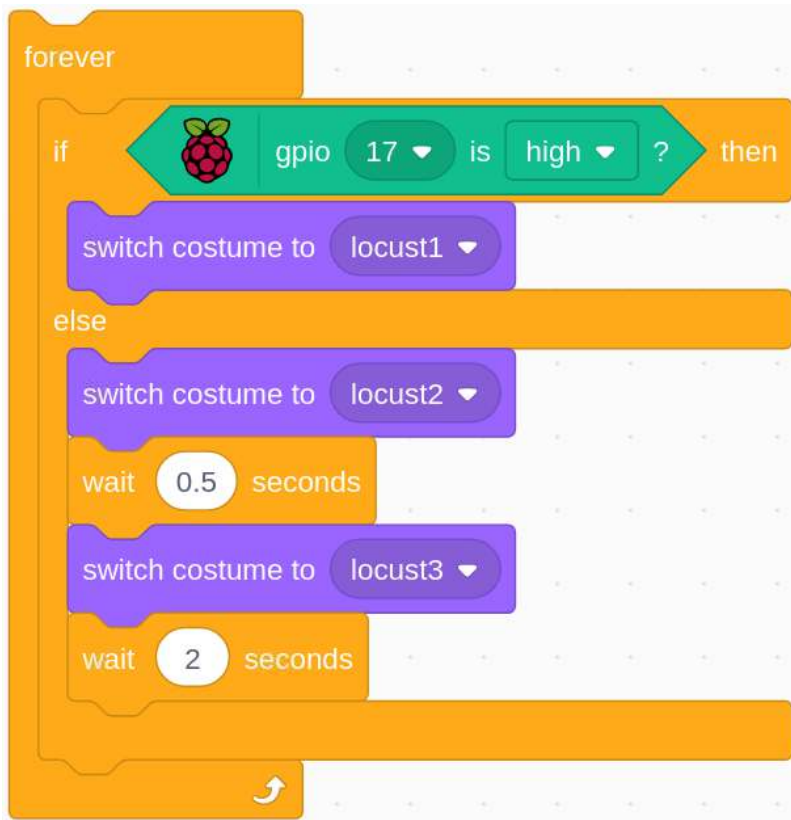 forever
if gpio 17 is high ? then
switch costume to locust1
else
switch costume to locust2
wait 0.5 seconds
switch costume to locust3
wait 2 seconds